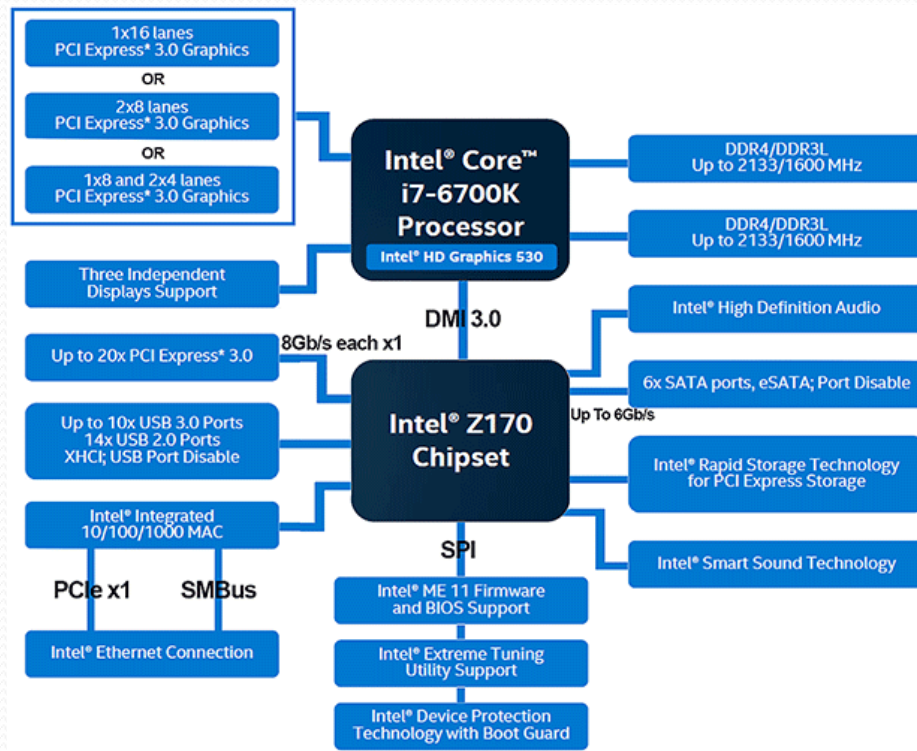 1x16 lanes
PCI Express* 3.0 Graphics
OR
2x8 lanes
PCI Express* 3.0 Graphics
OR
1x8 and 2x4 lanes
PCI Express* 3.0 Graphics
Intel® Core™
i7-6700K
Processor
Intel® HD Graphics 530
DDR4/DDR3L
Up to 2133/1600 MHz
DDR4/DDR3L
Up to 2133/1600 MHz
Three Independent
Displays Support
DMI 3.0
Intel® High Definition Audio
Up to 20x PCI Express* 3.0
8Gb/s each x1
6x SATA ports, eSATA; Port Disable
Up To 6Gb/s
Intel® Z170
Chipset
Up to 10x USB 3.0 Ports
14x USB 2.0 Ports
XHCI; USB Port Disable
Intel® Rapid Storage Technology
for PCI Express Storage
Intel® Integrated
10/100/1000 MAC
SPI
Intel® Smart Sound Technology
PCIe x1
SMBus
Intel® ME 11 Firmware
and BIOS Support
Intel® Ethernet Connection
Intel® Extreme Tuning
Utility Support
Intel® Device Protection
Technology with Boot Guard